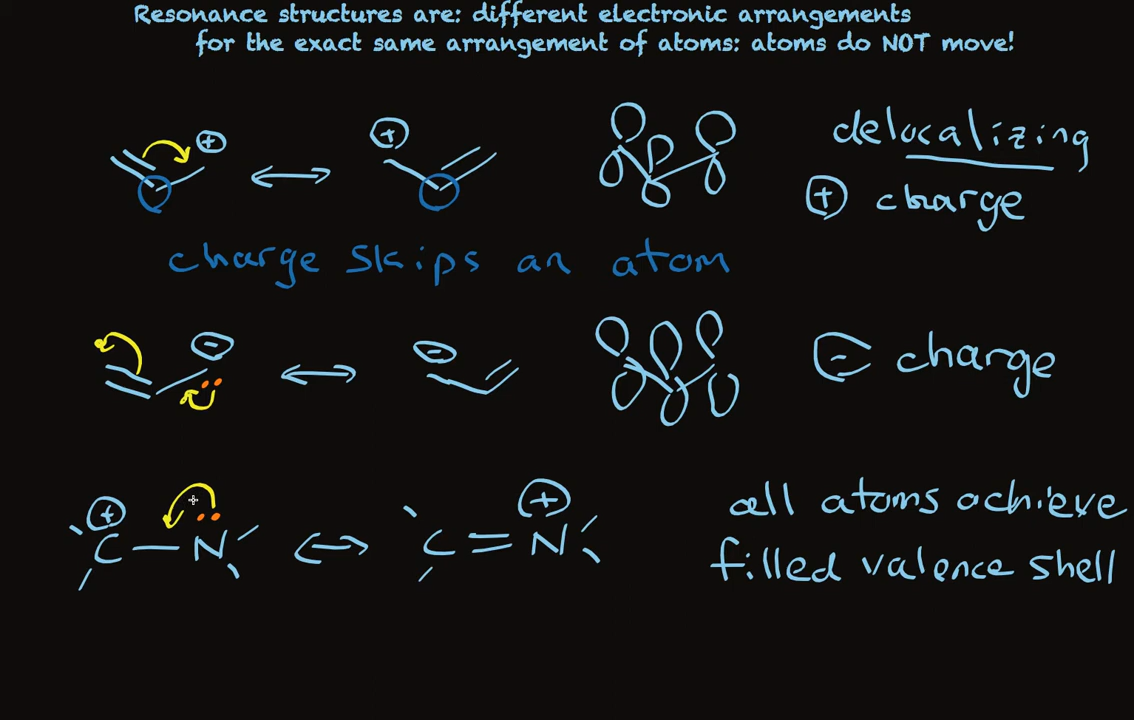 Resonance structures are: different electronic arrangements
for the exact same arrangement of atoms: atoms do NOT move!
⊕ ⊕ delocalizing
⊕ charge
charge skips an atom
⊖ ⊖ ⊖ charge
⊕ ⊕ all atoms achieve
C N C N filled valence shell